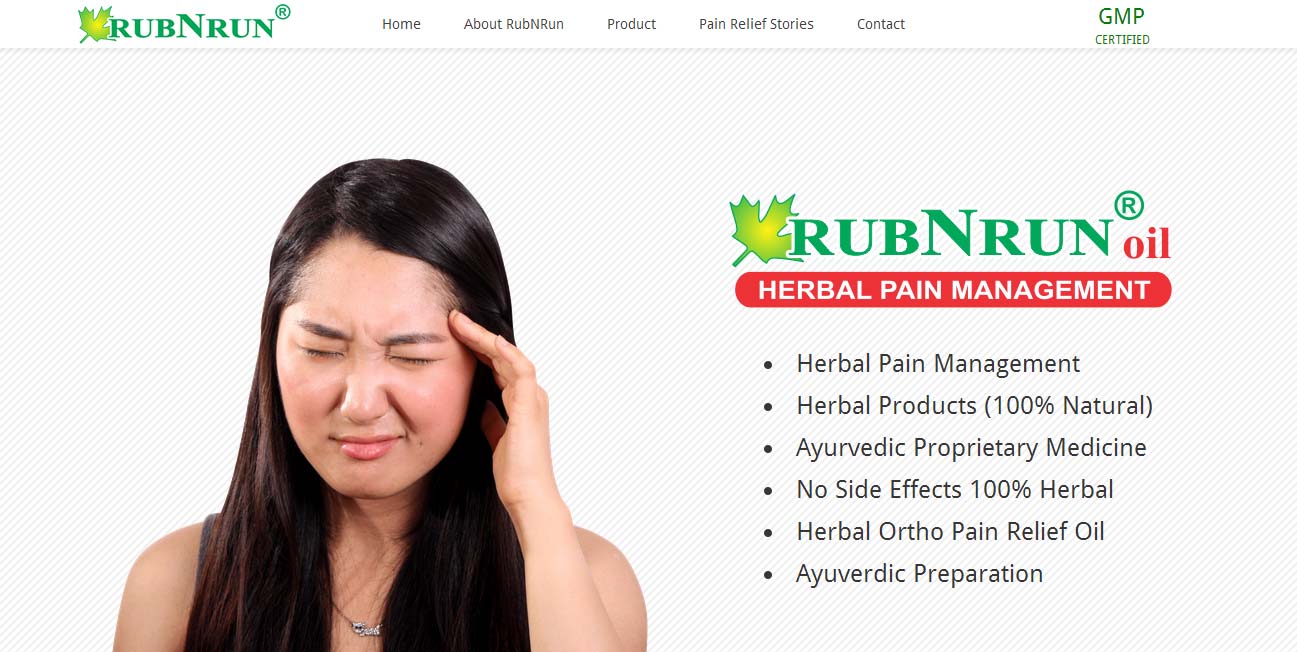 RUBNRUN®
Home
About RubNRun
Product
Pain Relief Stories
Contact
GMP
CERTIFIED
RUBNRUN®
oil
HERBAL PAIN MANAGEMENT
• Herbal Pain Management
• Herbal Products (100% Natural)
• Ayurvedic Proprietary Medicine
• No Side Effects 100% Herbal
• Herbal Ortho Pain Relief Oil
• Ayuverdic Preparation